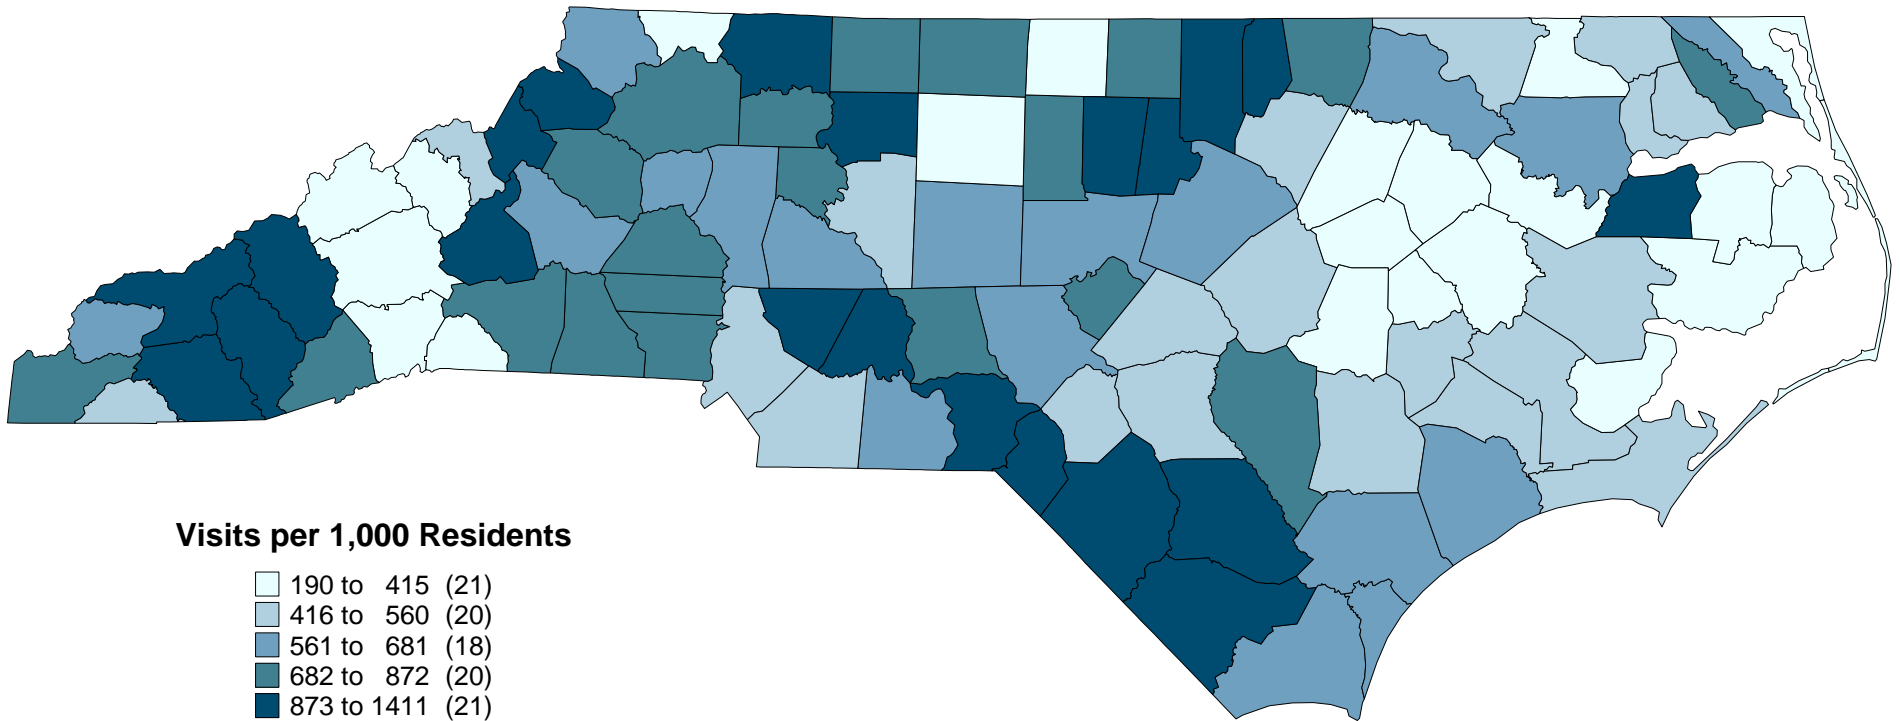 Visits per 1,000 Residents
190 to 415 (21)
416 to 560 (20)
561 to 681 (18)
682 to 872 (20)
873 to 1411 (21)